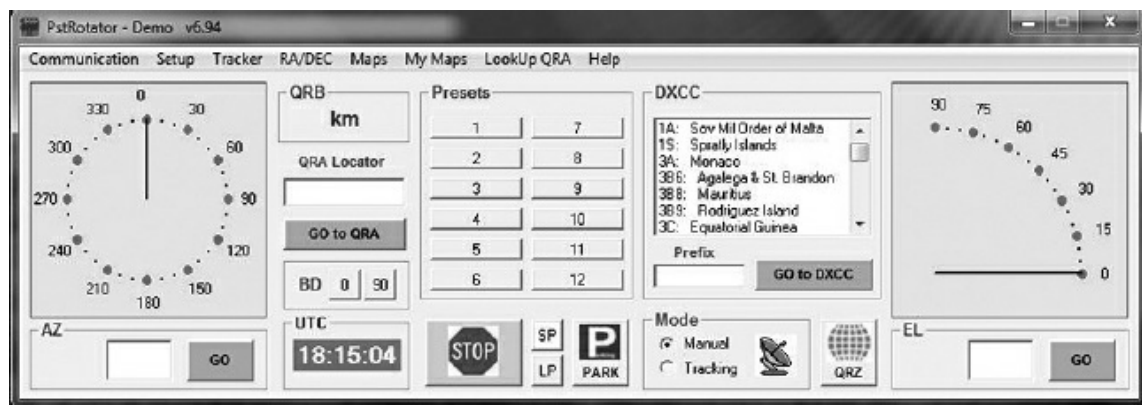 PstRotator - Demo v6.94
Communication Setup Tracker RA/DEC Maps My Maps LookUp QRA Help
0
30
60
90
120
150
180
210
240
270
300
330
AZ
GO
QRB
km
QRA Locator
GO to QRA
BD 0 90
UTC
18:15:04
Presets
1 7
2 8
3 9
4 10
5 11
6 12
STOP
SP
LP
P
PARK
DXCC
1A: Sov Mil Order of Malta
1S: Spratly Islands
3A: Monaco
3B6: Agalega & St. Brandon
3B8: Mauritius
3B9: Rodriguez Island
3C: Equatorial Guinea
Prefix
GO to DXCC
Mode
Manual
Tracking
QRZ
90
75
60
45
30
15
0
EL
GO